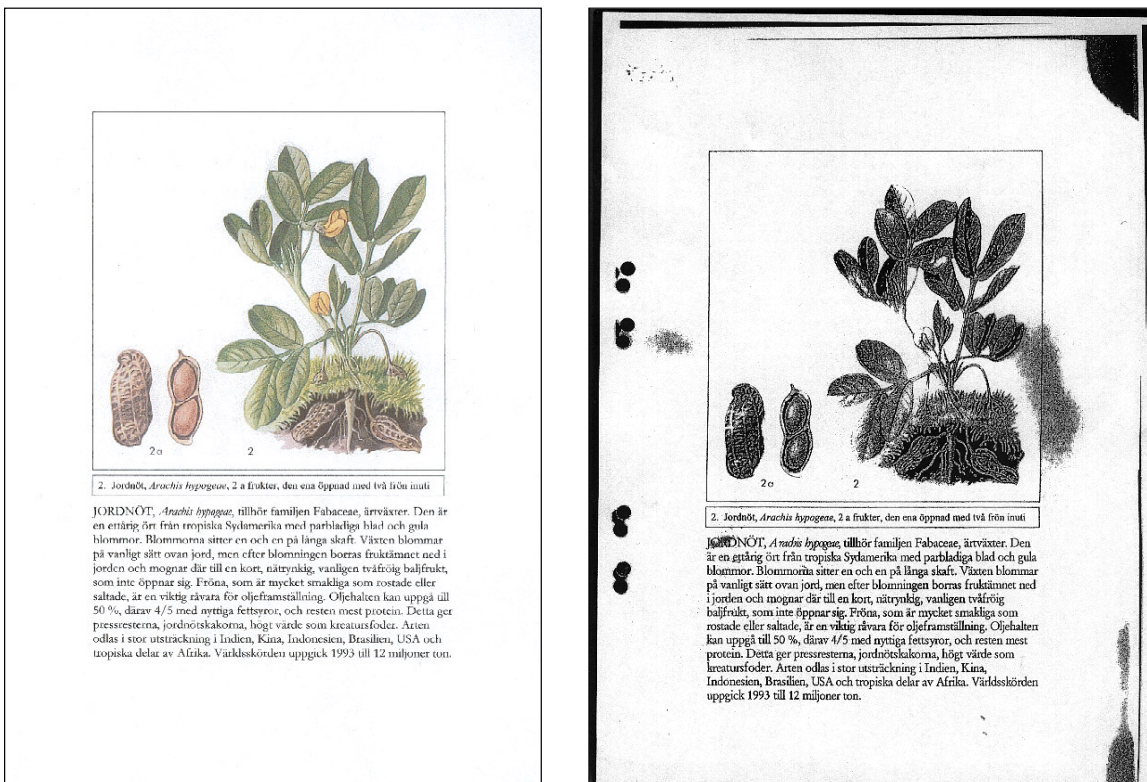 2a
2
2. Jordnöt, Arachis hypogeae, 2 a frukter, den ena öppnad med två frön inuti
JORDNÖT, Arachis hypogeae, tillhör familjen Fabaceae, ärtväxter. Den är
en ettårig ört från tropiska Sydamerika med parbladiga blad och gula
blommor. Blommorna sitter en och en på långa skaft. Växten blommar
på vanligt sätt ovan jord, men efter blomningen borras fruktämnet ned i
jorden och mognar där till en kort, nätrynkig, vanligen tvåfröig baljfrukt,
som inte öppnar sig. Fröna, som är mycket smakliga som rostade eller
saltade, är en viktig råvara för oljeframställning. Oljehalten kan uppgå till
50 %, därav 4/5 med nyttiga fettsyror, och resten mest protein. Detta ger
pressresterna, jordnötskakorna, högt värde som kreatursfoder. Arten
odlas i stor utsträckning i Indien, Kina, Indonesien, Brasilien, USA och
tropiska delar av Afrika. Världsskörden uppgick 1993 till 12 miljoner ton.
2a
2
2. Jordnöt, Arachis hypogeae, 2 a frukter, den ena öppnad med två frön inuti
JORDNÖT, Arachis hypogeae, tillhör familjen Fabaceae, ärtväxter. Den
är en ettårig ört från tropiska Sydamerika med parbladiga blad och gula
blommor. Blommorna sitter en och en på långa skaft. Växten blommar
på vanligt sätt ovan jord, men efter blomningen borras fruktämnet ned
i jorden och mognar där till en kort, nätrynkig, vanligen tvåfröig
baljfrukt, som inte öppnar sig. Fröna, som är mycket smakliga som
rostade eller saltade, är en viktig råvara för oljeframställning. Oljehalten
kan uppgå till 50 %, därav 4/5 med nyttiga fettsyror, och resten mest
protein. Detta ger pressresterna, jordnötskakorna, högt värde som
kreatursfoder. Arten odlas i stor utsträckning i Indien, Kina,
Indonesien, Brasilien, USA och tropiska delar av Afrika. Världsskörden
uppgick 1993 till 12 miljoner ton.